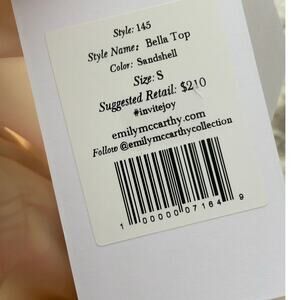 Style: 145
Style Name: Bella Top
Color: Sandshell
Size: S
Suggested Retail: $210
#invitejoy
emilymccarthy.com
Follow @emilymccarthycollection
1 00000 07164 9